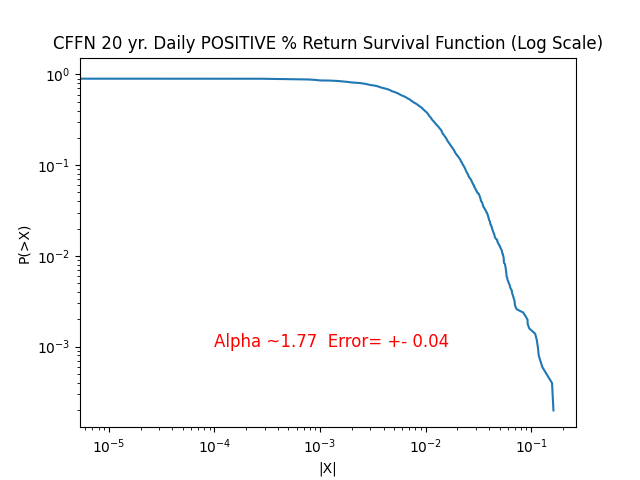 CFFN 20 yr. Daily POSITIVE % Return Survival Function (Log Scale)
10⁰
10⁻¹
10⁻²
10⁻³
P(>X)
Alpha ~1.77  Error= +- 0.04
10⁻⁵ 10⁻⁴ 10⁻³ 10⁻² 10⁻¹
|X|